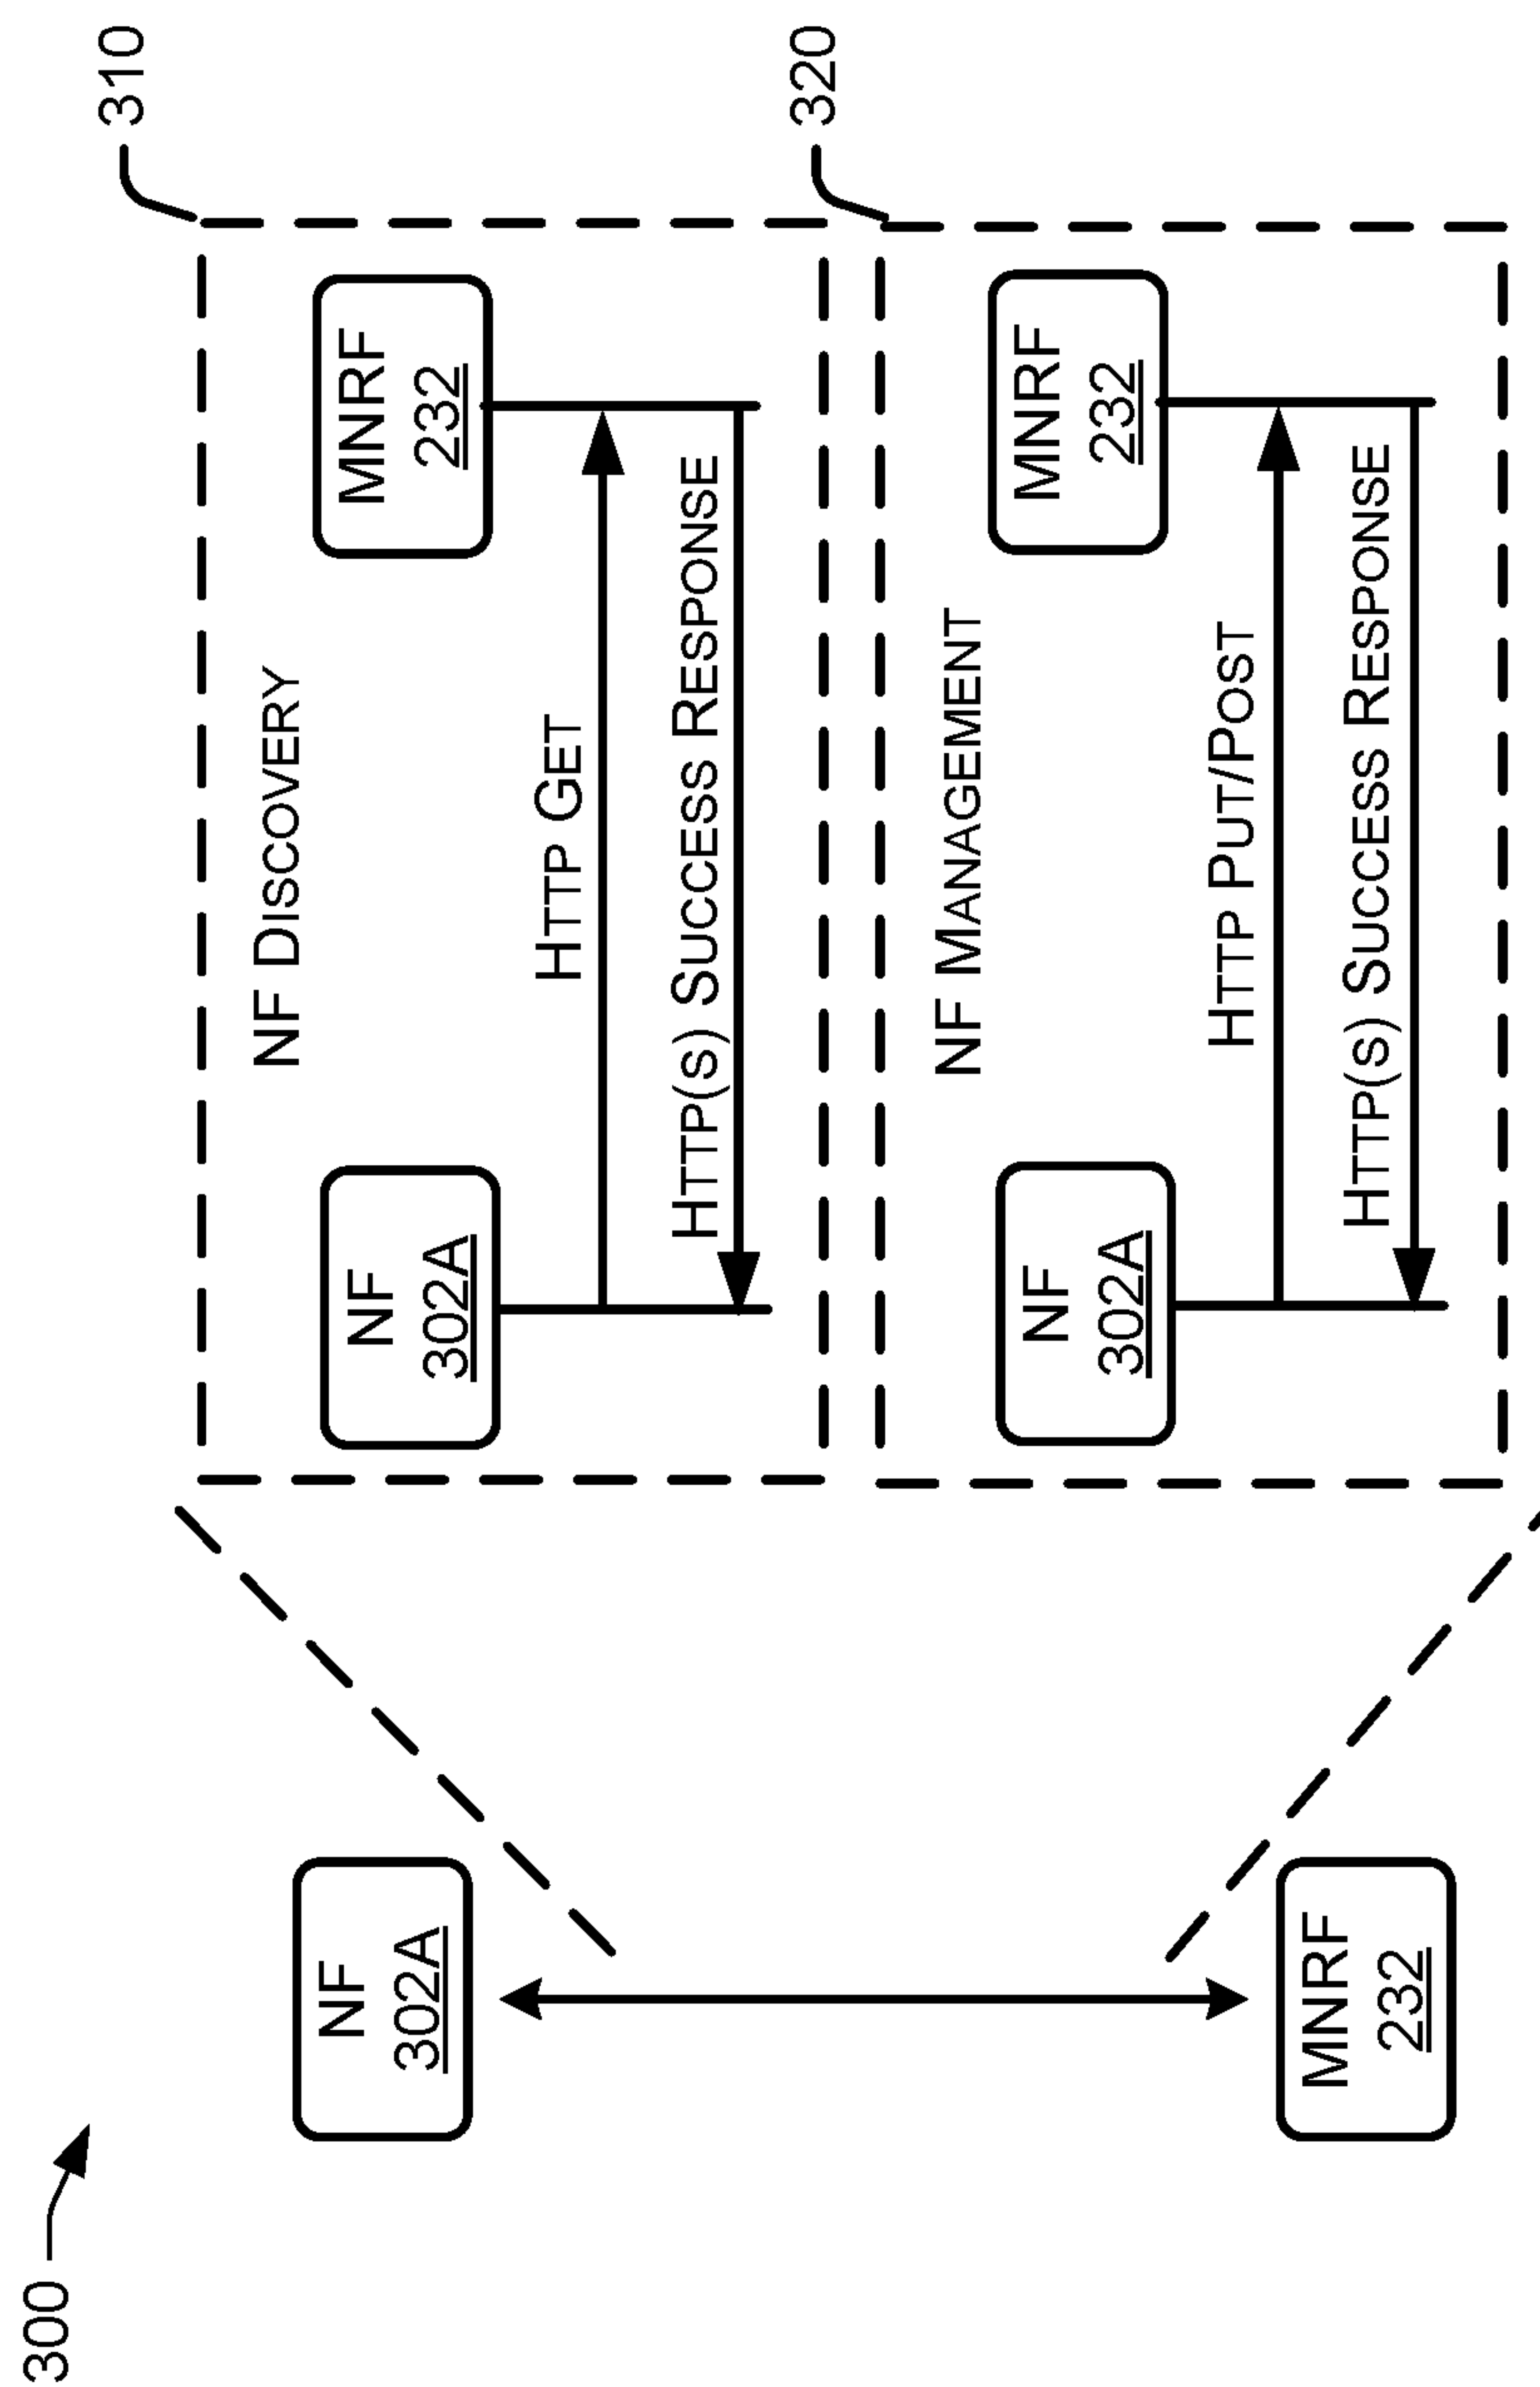 300
NF
302A
MNRF
232
310
NF DISCOVERY
NF
302A
MNRF
232
HTTP GET
HTTP(S) SUCCESS RESPONSE
320
NF MANAGEMENT
NF
302A
MNRF
232
HTTP PUT/POST
HTTP(S) SUCCESS RESPONSE